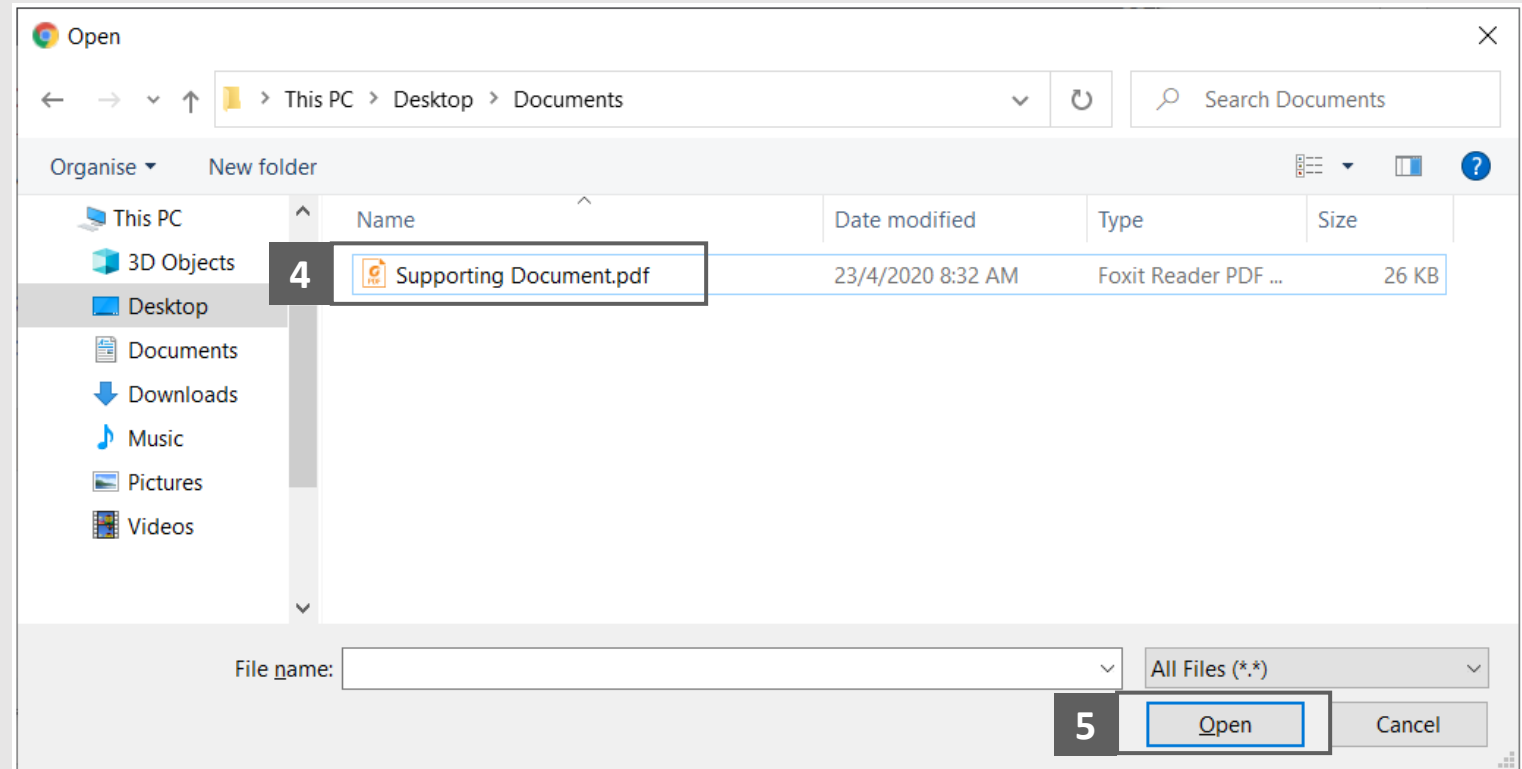 Open
This PC > Desktop > Documents
Search Documents
Organise
New folder
?
This PC
3D Objects
Desktop
Documents
Downloads
Music
Pictures
Videos
Name Date modified Type Size
4 Supporting Document.pdf 23/4/2020 8:32 AM Foxit Reader PDF ... 26 KB
File name:
All Files (*.*)
5 Open Cancel